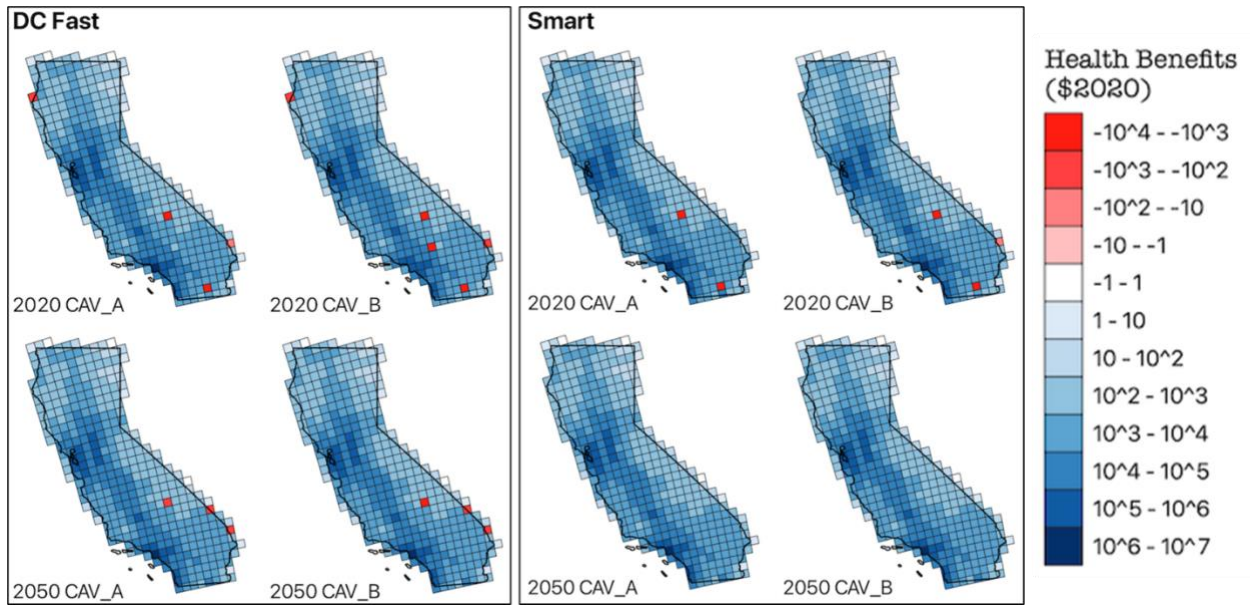 DC Fast
Smart
2020 CAV_A
2020 CAV_B
2020 CAV_A
2020 CAV_B
2050 CAV_A
2050 CAV_B
2050 CAV_A
2050 CAV_B
Health Benefits
($2020)
-10^4 - -10^3
-10^3 - -10^2
-10^2 - -10
-10 - -1
-1 - 1
1 - 10
10 - 10^2
10^2 - 10^3
10^3 - 10^4
10^4 - 10^5
10^5 - 10^6
10^6 - 10^7